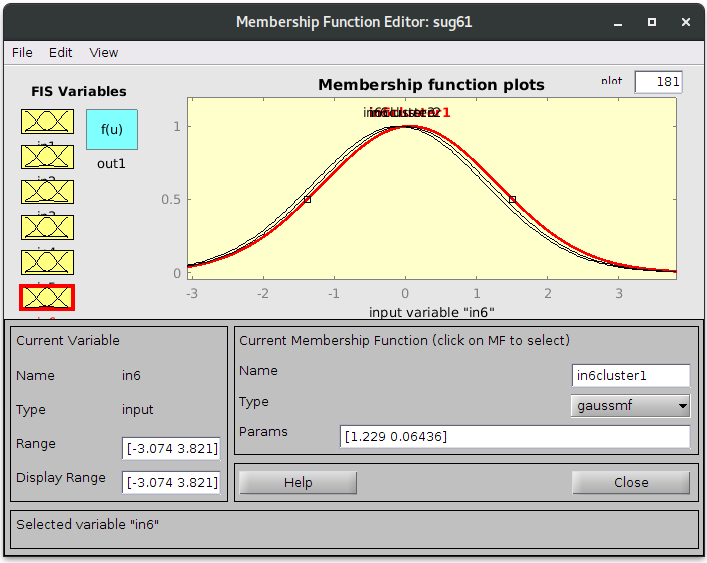 Membership Function Editor: sug61
File Edit View
FIS Variables
f(u)
out1
Membership function plots
plot
181
in6cluster1
1
0.5
0
-3 -2 -1 0 1 2 3
input variable "in6"
Current Variable
Name in6
Type input
Range [-3.074 3.821]
Display Range [-3.074 3.821]
Current Membership Function (click on MF to select)
Name in6cluster1
Type gaussmf
Params [1.229 0.06436]
Help Close
Selected variable "in6"